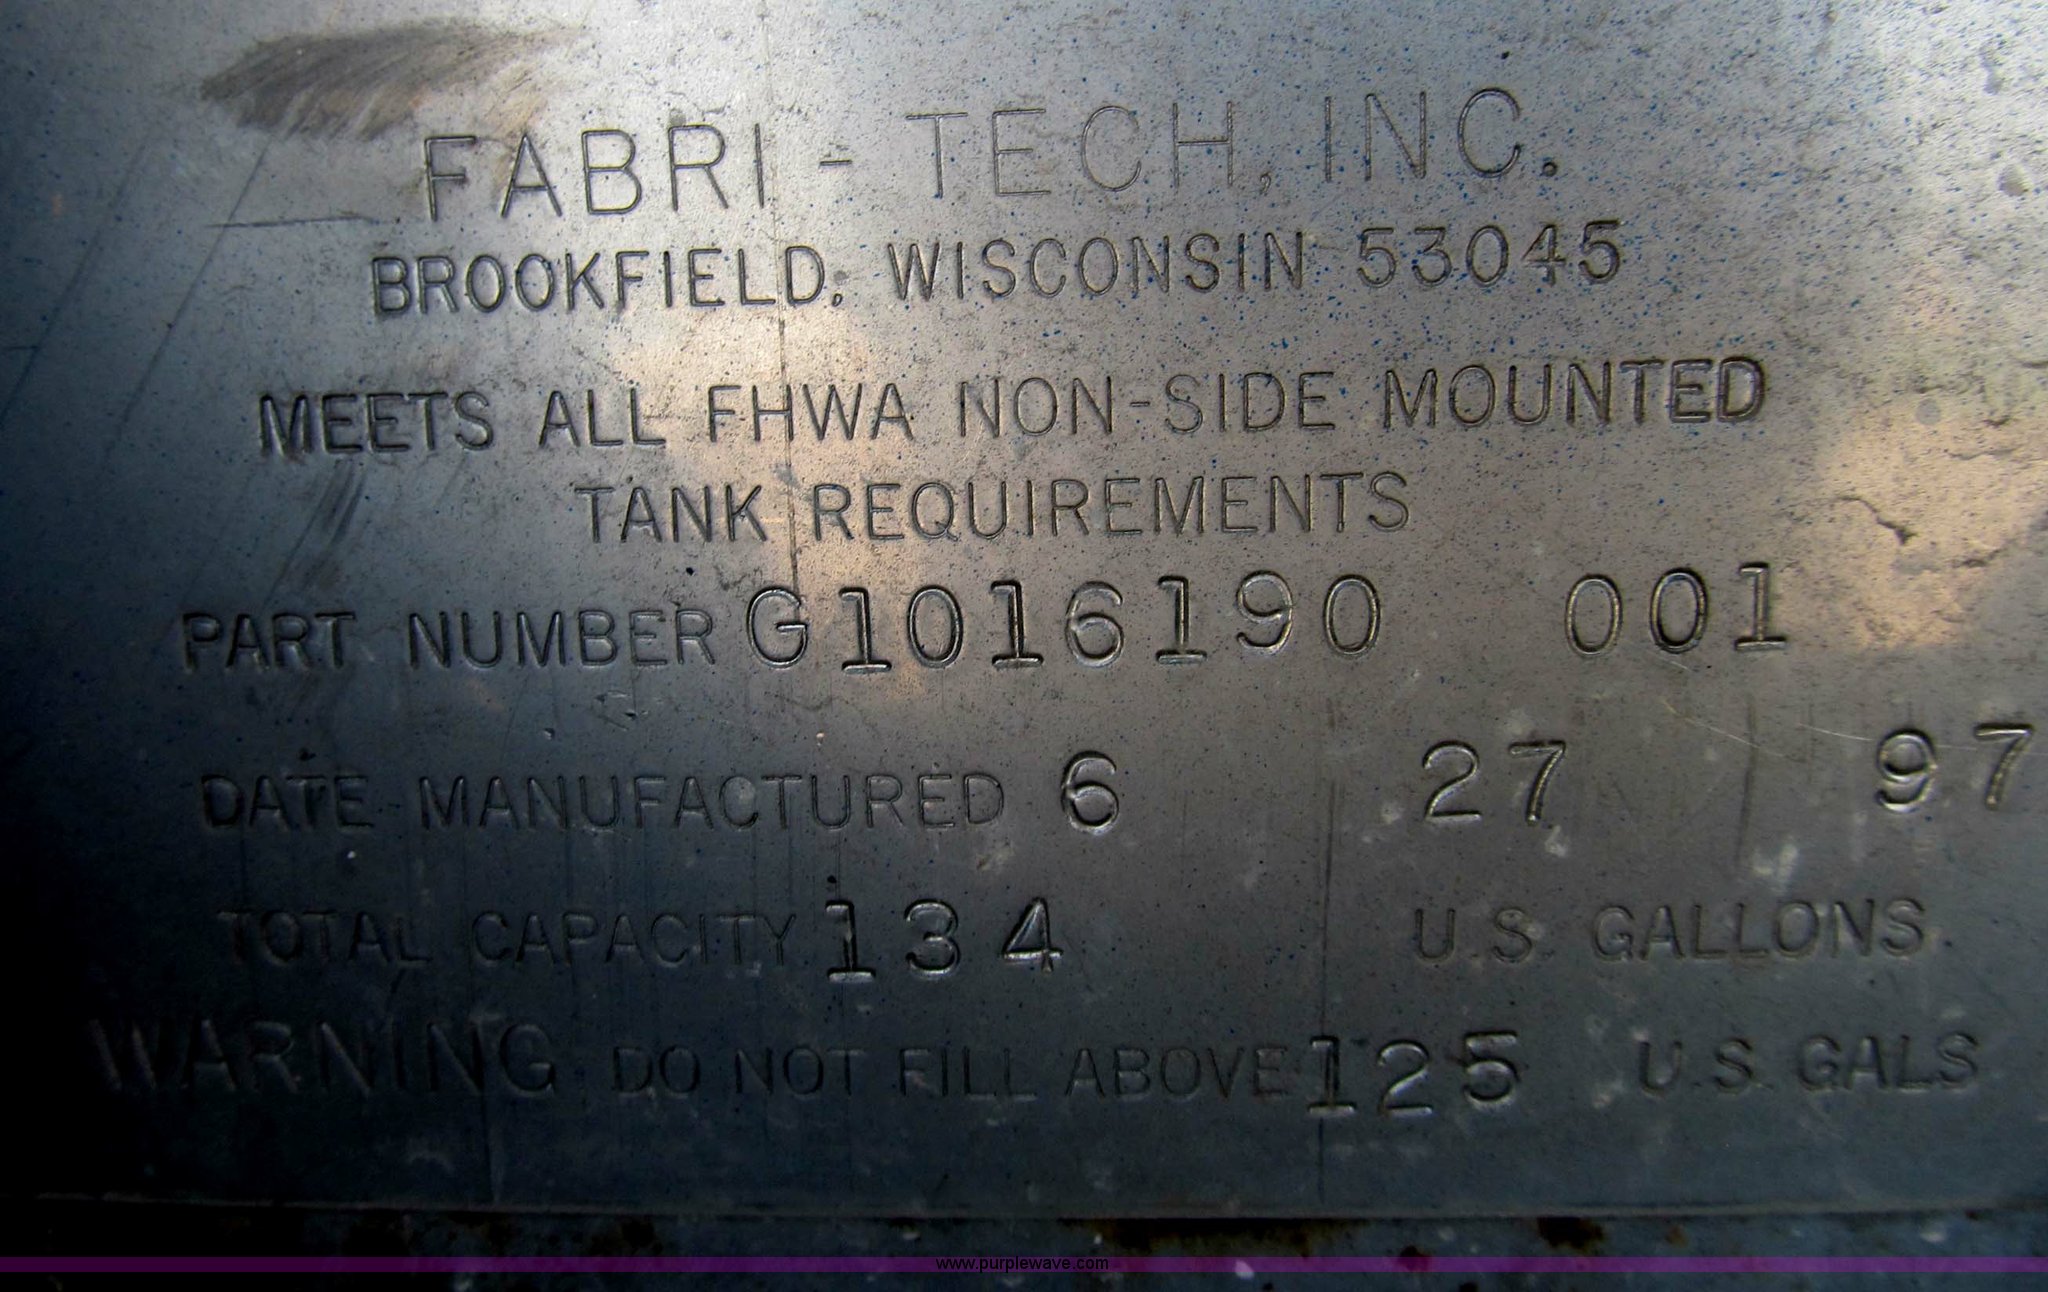 FABRI - TECH, INC.
BROOKFIELD, WISCONSIN 53045
MEETS ALL FHWA NON-SIDE MOUNTED
TANK REQUIREMENTS
PART NUMBER G1016190 001
DATE MANUFACTURED 6 27 97
TOTAL CAPACITY 134 U.S. GALLONS
WARNING DO NOT FILL ABOVE 125 U.S. GALS
www.purplewave.com